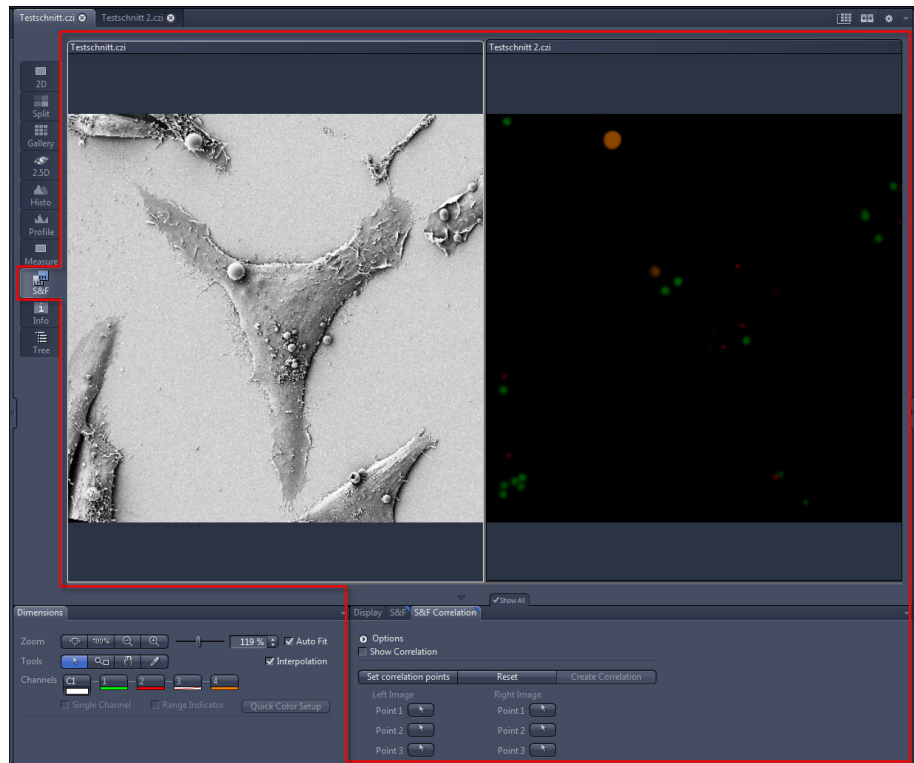 Testschnitt.czi Testschnitt 2.czi
Testschnitt.czi Testschnitt 2.czi
2D
Split
Gallery
2.5D
Histo
Profile
Measure
S&F
Info
Tree
Show All
Dimensions
Display S&F S&F Correlation
Zoom 100% 119 % Auto Fit
Tools Interpolation
Channels C1 1 2 3 4
Single Channel Range Indicator Quick Color Setup
Options
Show Correlation
Set correlation points Reset Create Correlation
Left Image Right Image
Point 1 Point 1
Point 2 Point 2
Point 3 Point 3